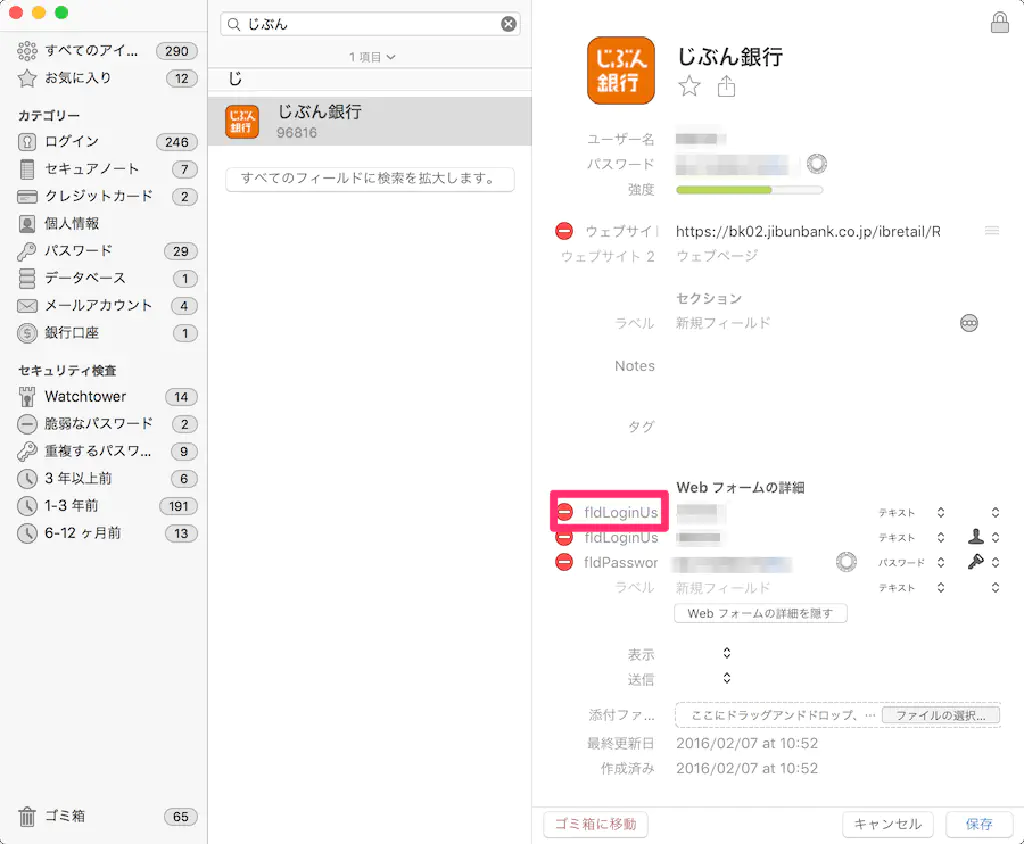 すべてのアイ... 290
お気に入り 12
カテゴリー
ログイン 246
セキュアノート 7
クレジットカード 2
個人情報
パスワード 29
データベース 1
メールアカウント 4
銀行口座 1
セキュリティ検査
Watchtower 14
脆弱なパスワード 2
重複するパスワ... 9
3 年以上前 6
1-3 年前 191
6-12 ヶ月前 13
ゴミ箱 65
じぶん
1 項目
じ
じぶん銀行
じぶん銀行
96816
すべてのフィールドに検索を拡大します。
じぶん銀行
じぶん銀行
ユーザー名
パスワード
強度
ウェブサイ https://bk02.jibunbank.co.jp/ibretail/R
ウェブサイト 2 ウェブページ
セクション
ラベル 新規フィールド
Notes
タグ
Web フォームの詳細
fldLoginUs テキスト
fldLoginUs テキスト
fldPasswor パスワード
ラベル 新規フィールド テキスト
Web フォームの詳細を隠す
表示
送信
添付ファ... ここにドラッグアンドドロップ、... ファイルの選択...
最終更新日 2016/02/07 at 10:52
作成済み 2016/02/07 at 10:52
ゴミ箱に移動 キャンセル 保存